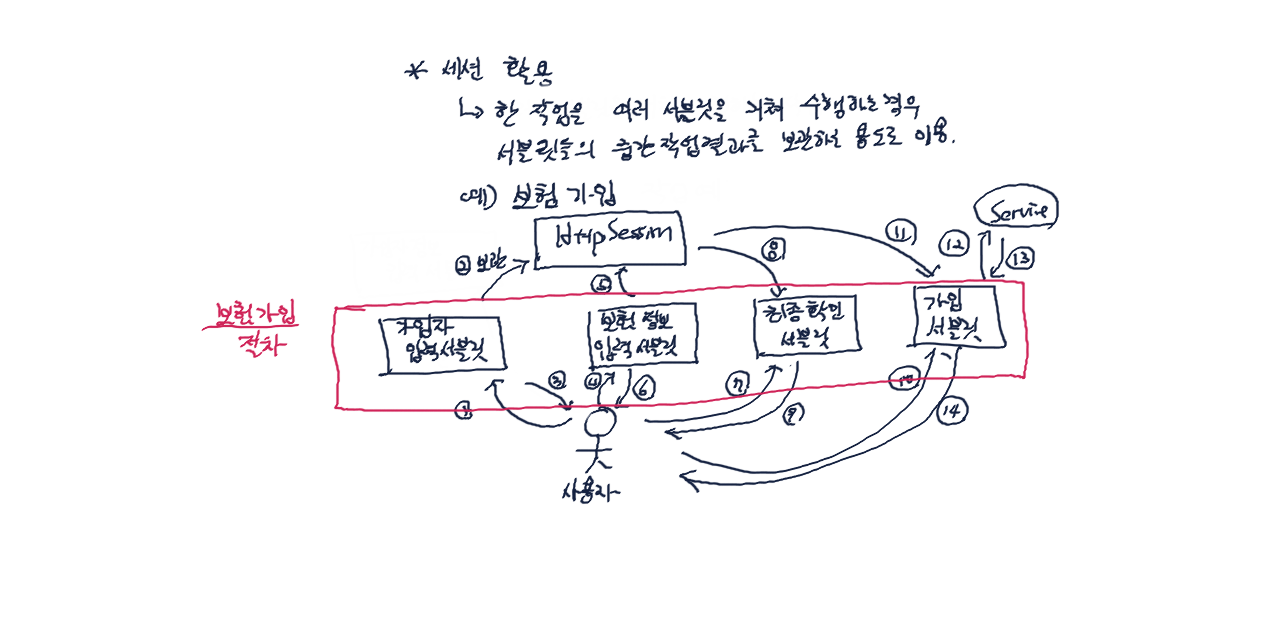 * 세션 활용
↳ 한 작업을 여러 서블릿을 거쳐 수행하는 경우
서블릿들의 중간 작업결과를 보관하는 용도로 이용.
예) 보험 가입
HttpSession
Service
② 보관
⑤
⑧
⑪
⑫
⑬
보험가입
절차
가입자
입력서블릿
보험 정보
입력 서블릿
최종확인
서블릿
가입
서블릿
①
③
④
⑥
⑦
⑨
⑩
⑭
사용자